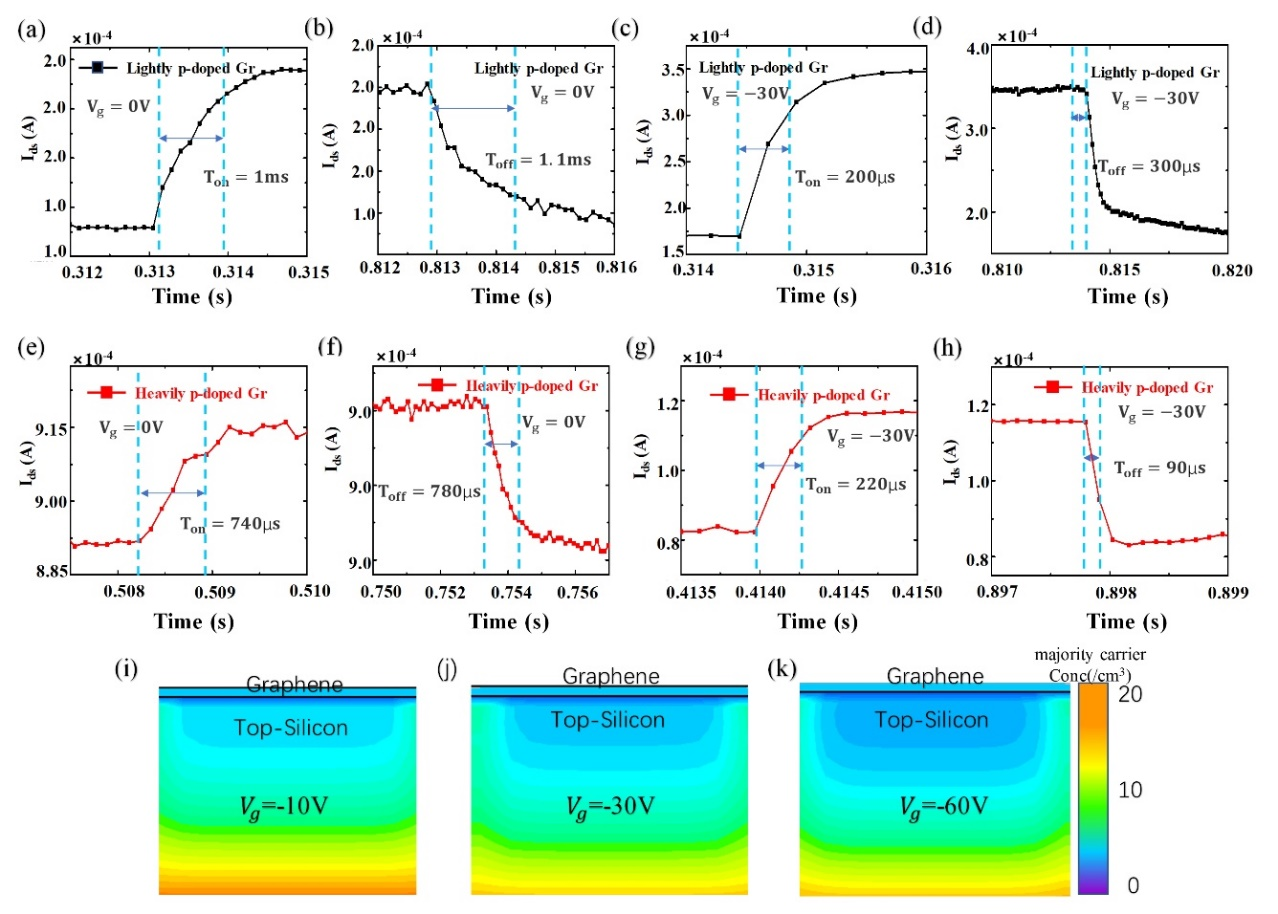 (a)
×10⁻⁴
2.0
2.0
2.0
1.0
1.0
I_ds (A)
Lightly p-doped Gr
V_g = 0V
T_on = 1ms
0.312 0.313 0.314 0.315
Time (s)
(b)
×10⁻⁴
2.0
2.0
2.0
1.0
I_ds (A)
Lightly p-doped Gr
V_g = 0V
T_off = 1.1ms
0.812 0.813 0.814 0.815 0.816
Time (s)
(c)
×10⁻⁴
3.5
3.0
2.5
2.0
1.5
I_ds (A)
Lightly p-doped Gr
V_g = −30V
T_on = 200μs
0.314 0.315 0.316
Time (s)
(d)
×10⁻⁴
4.0
3.0
2.0
I_ds (A)
Lightly p-doped Gr
V_g = −30V
T_off = 300μs
0.810 0.815 0.820
Time (s)
(e)
×10⁻⁴
9.15
9.00
8.85
I_ds (A)
Heavily p-doped Gr
V_g = 0V
T_on = 740μs
0.508 0.509 0.510
Time (s)
(f)
×10⁻⁴
9.0
9.0
9.0
I_ds (A)
Heavily p-doped Gr
V_g = 0V
T_off = 780μs
0.750 0.752 0.754 0.756
Time (s)
(g)
×10⁻⁴
1.2
1.0
0.8
I_ds (A)
Heavily p-doped Gr
V_g = −30V
T_on = 220μs
0.4135 0.4140 0.4145 0.4150
Time (s)
(h)
×10⁻⁴
1.2
1.0
0.8
I_ds (A)
Heavily p-doped Gr
V_g = −30V
T_off = 90μs
0.897 0.898 0.899
Time (s)
(i)
Graphene
Top-Silicon
V_g=-10V
(j)
Graphene
Top-Silicon
V_g=-30V
(k)
Graphene
Top-Silicon
V_g=-60V
majority carrier
Conc(/cm³)
20
10
0